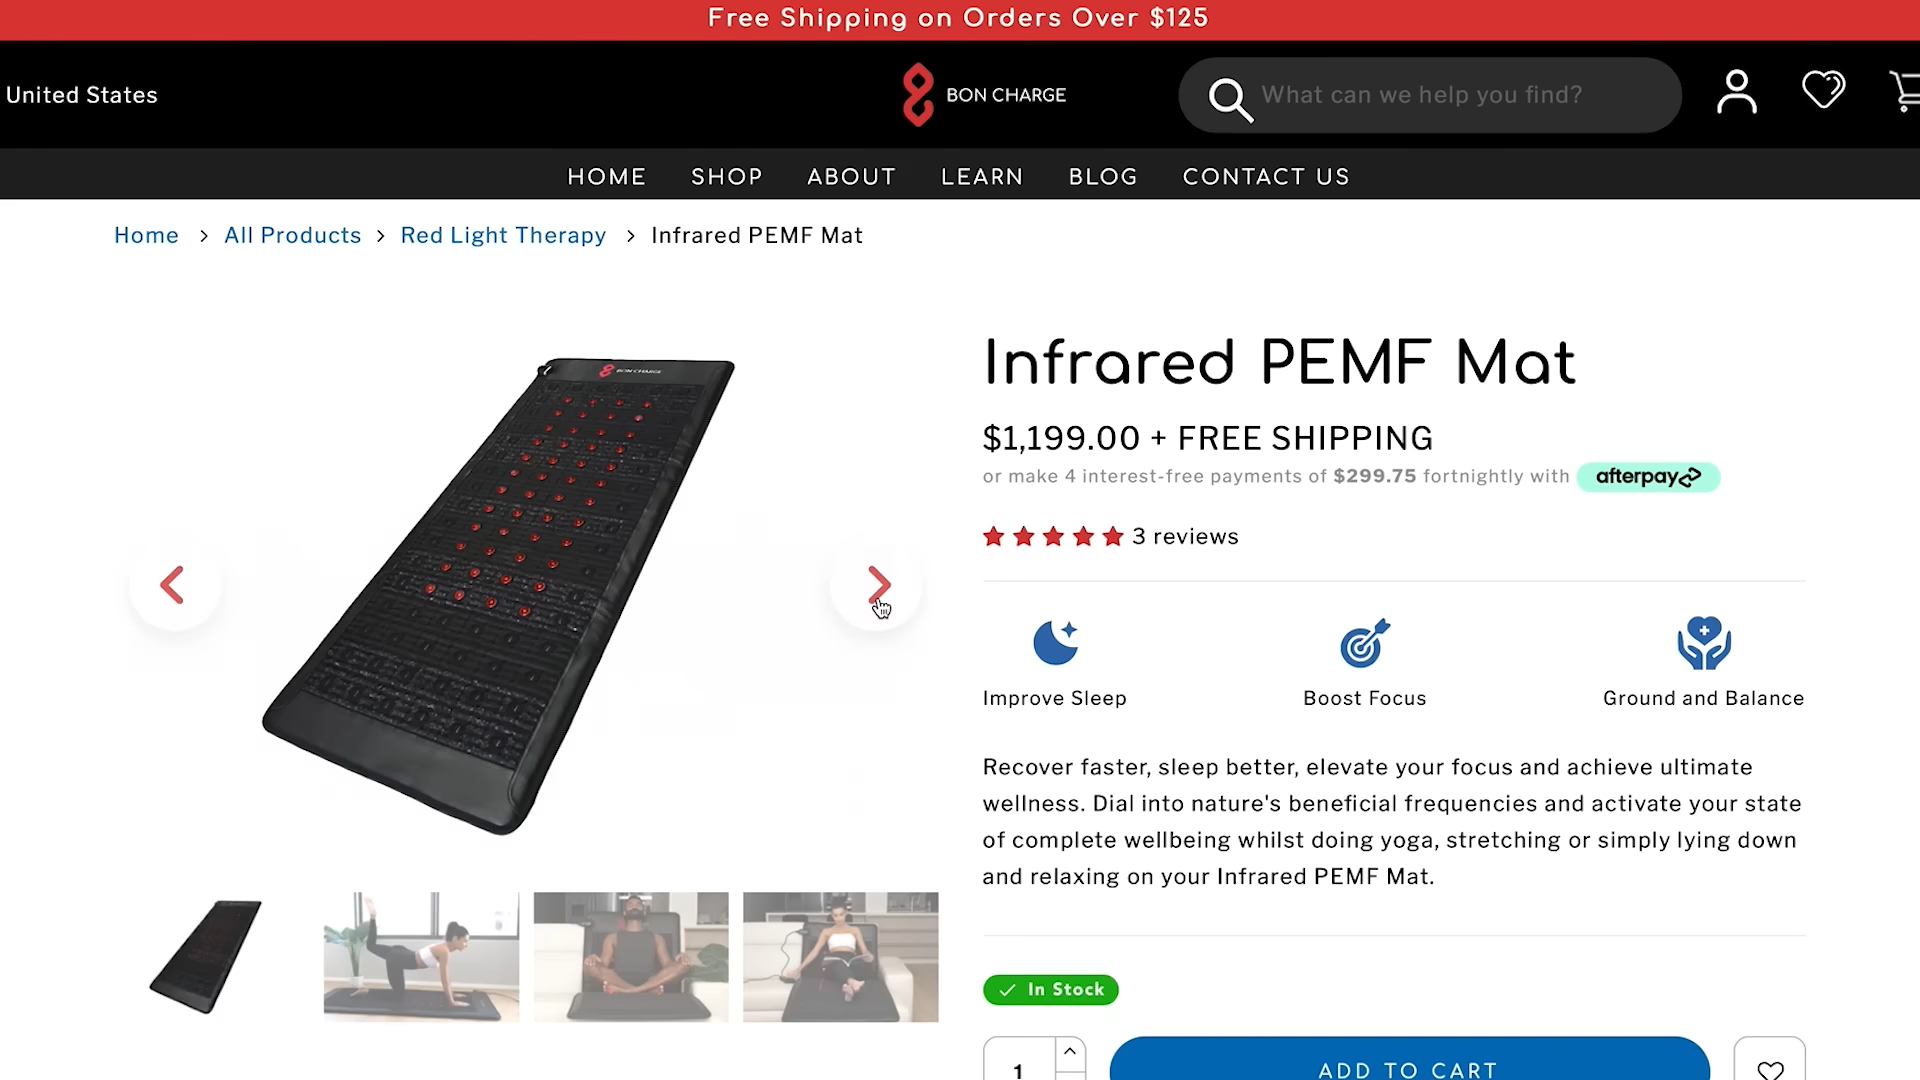 Free Shipping on Orders Over $125
United States
BON CHARGE
What can we help you find?
HOME SHOP ABOUT LEARN BLOG CONTACT US
Home > All Products > Red Light Therapy > Infrared PEMF Mat
BON CHARGE
Infrared PEMF Mat
$1,199.00 + FREE SHIPPING
or make 4 interest-free payments of $299.75 fortnightly with afterpay
3 reviews
Improve Sleep
Boost Focus
Ground and Balance
Recover faster, sleep better, elevate your focus and achieve ultimate
wellness. Dial into nature's beneficial frequencies and activate your state
of complete wellbeing whilst doing yoga, stretching or simply lying down
and relaxing on your Infrared PEMF Mat.
In Stock
1
ADD TO CART